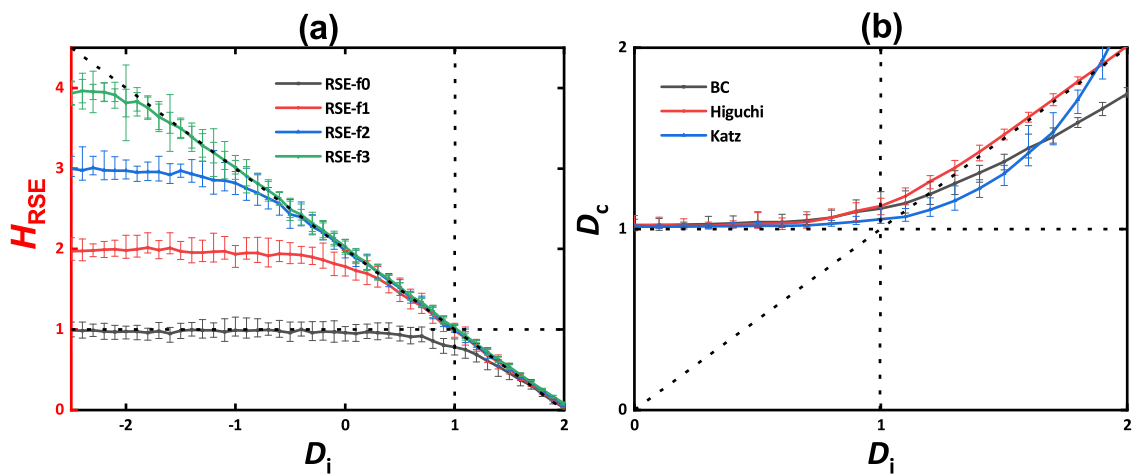 (a)
H_RSE
4
3
2
1
0
RSE-f0
RSE-f1
RSE-f2
RSE-f3
-2
-1
0
1
2
D_i
(b)
D_c
2
1
0
BC
Higuchi
Katz
0
1
2
D_i